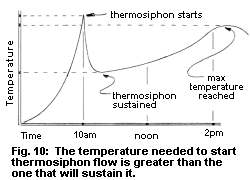 thermosiphon starts
Temperature
thermosiphon
sustained
max
temperature
reached
Time
10am
noon
2pm
Fig. 10: The temperature needed to start
thermosiphon flow is greater than the
one that will sustain it.